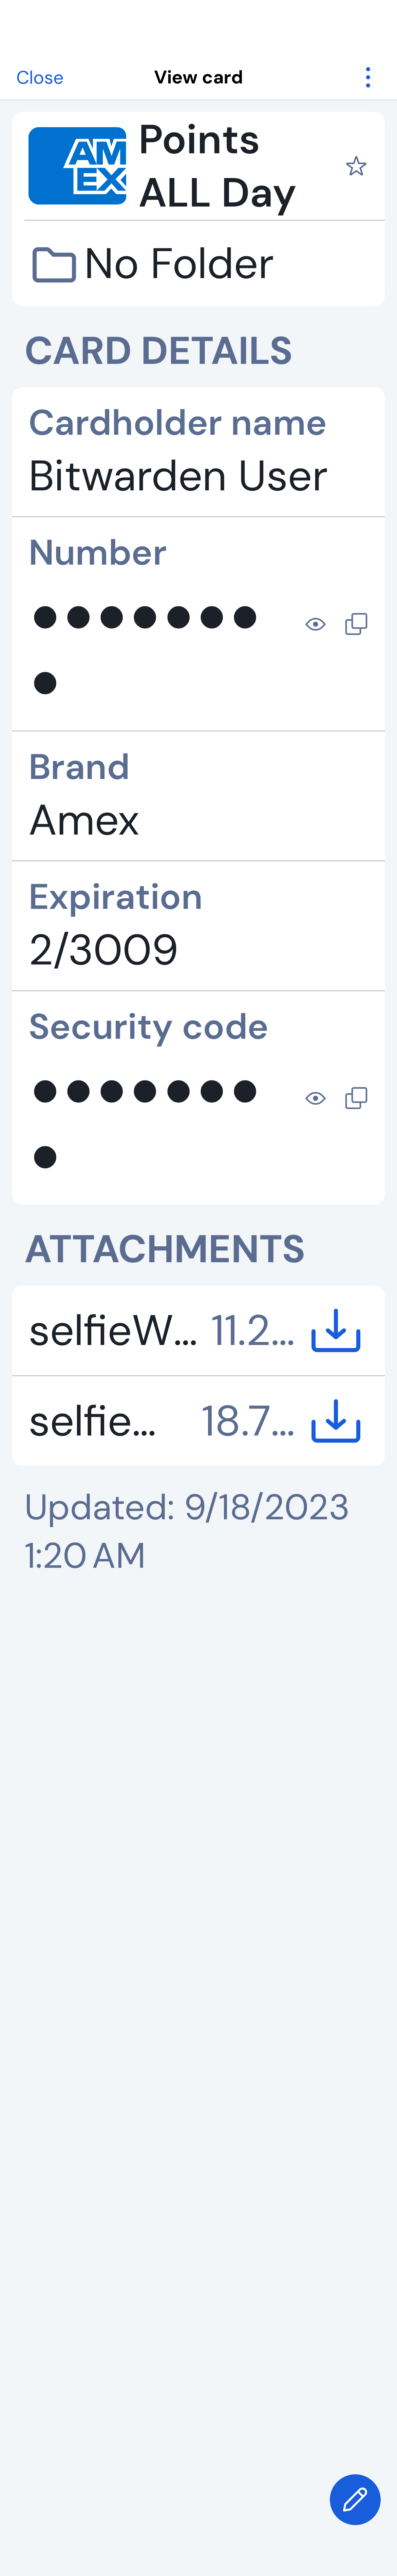 Close
View card
AM
EX
Points
ALL Day
No Folder
CARD DETAILS
Cardholder name
Bitwarden User
Number
●●●●●●●
●
Brand
Amex
Expiration
2/3009
Security code
●●●●●●●
●
ATTACHMENTS
selfieW... 11.2...
selfie... 18.7...
Updated: 9/18/2023
1:20 AM